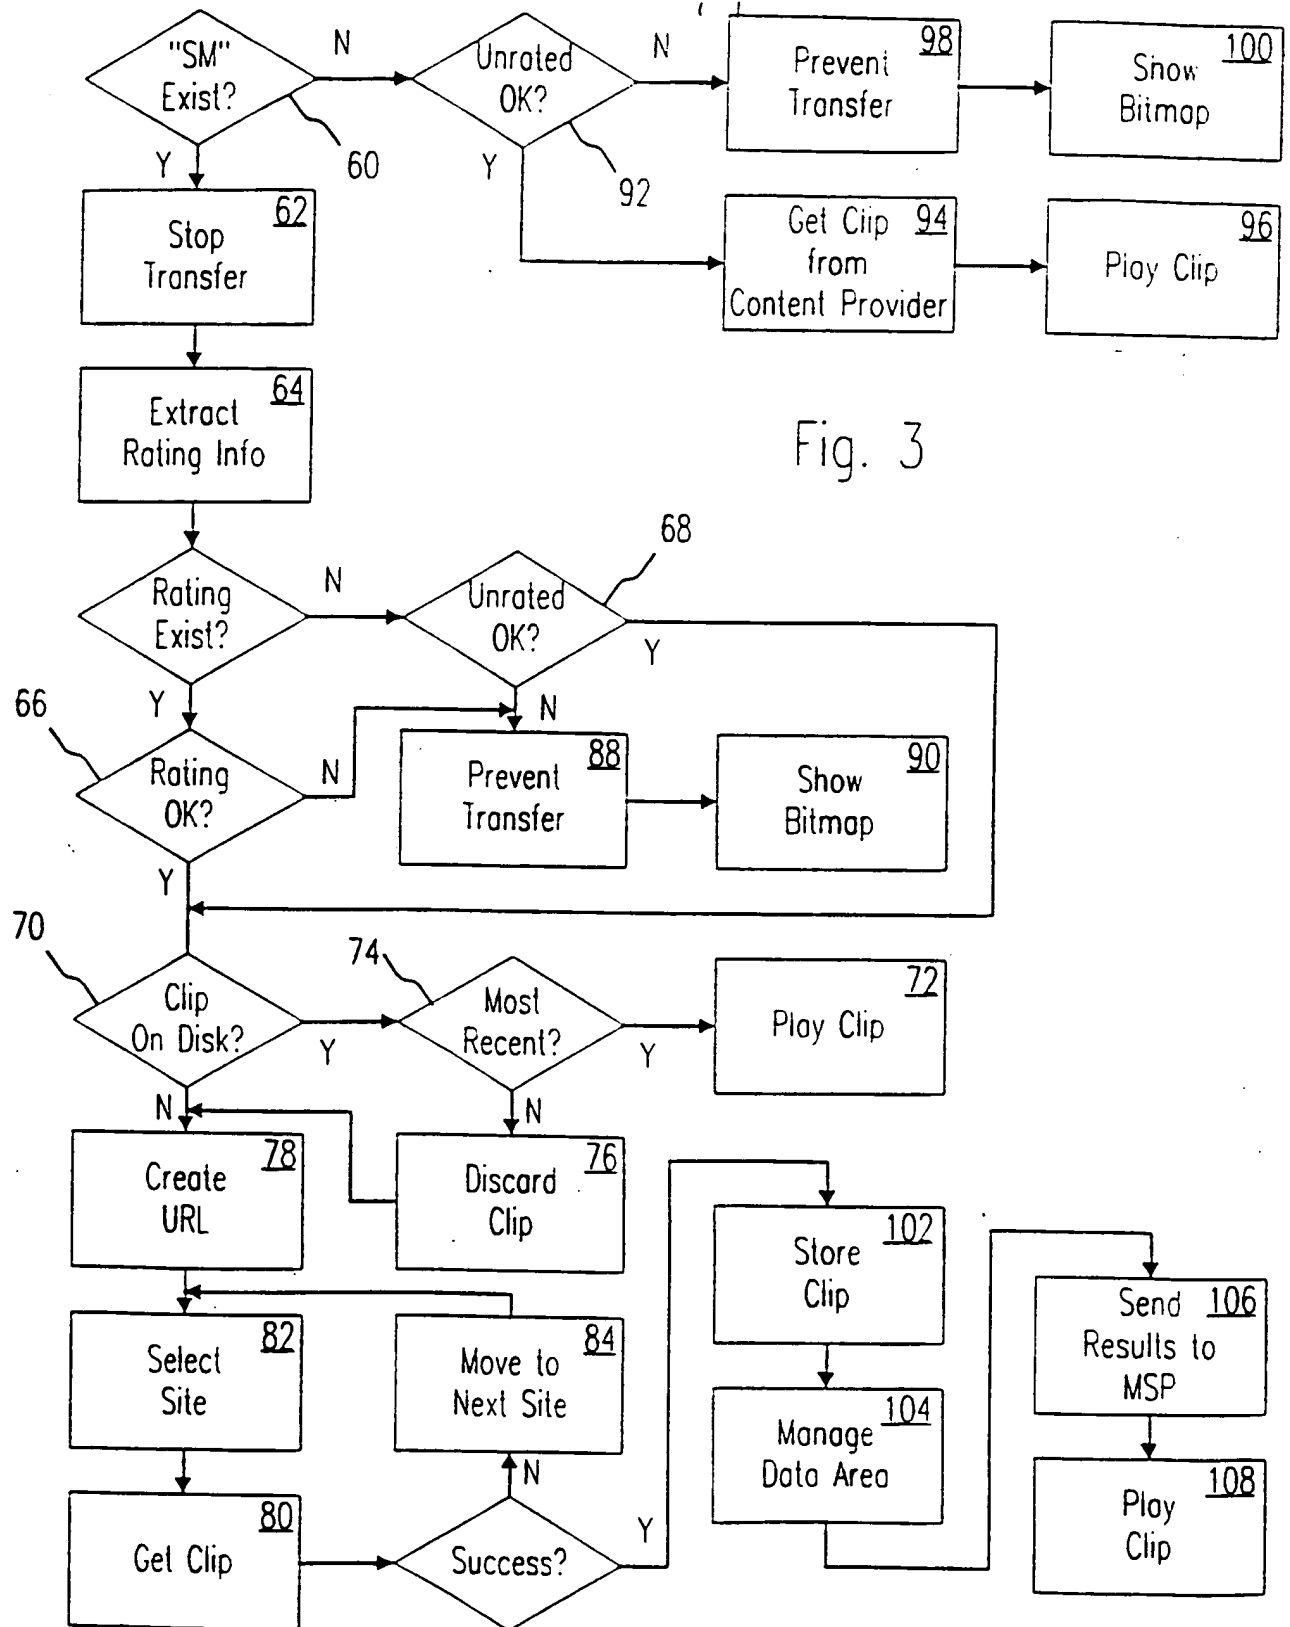 "SM"
Exist?
N
Unrated
OK?
N
98
Prevent
Transfer
100
Show
Bitmap
Y
60
Y
92
62
Stop
Transfer
Get Clip 94
from
Content Provider
96
Play Clip
64
Extract
Rating Info
Fig. 3
68
Rating
Exist?
N
Unrated
OK?
Y
66
Y
N
Rating
OK?
N
88
Prevent
Transfer
90
Show
Bitmap
Y
70
74
Clip
On Disk?
Y
Most
Recent?
Y
72
Play Clip
N
N
78
Create
URL
76
Discard
Clip
102
Store
Clip
82
Select
Site
84
Move to
Next Site
Send 106
Results to
MSP
104
Manage
Data Area
N
80
Get Clip
Success?
Y
108
Play
Clip